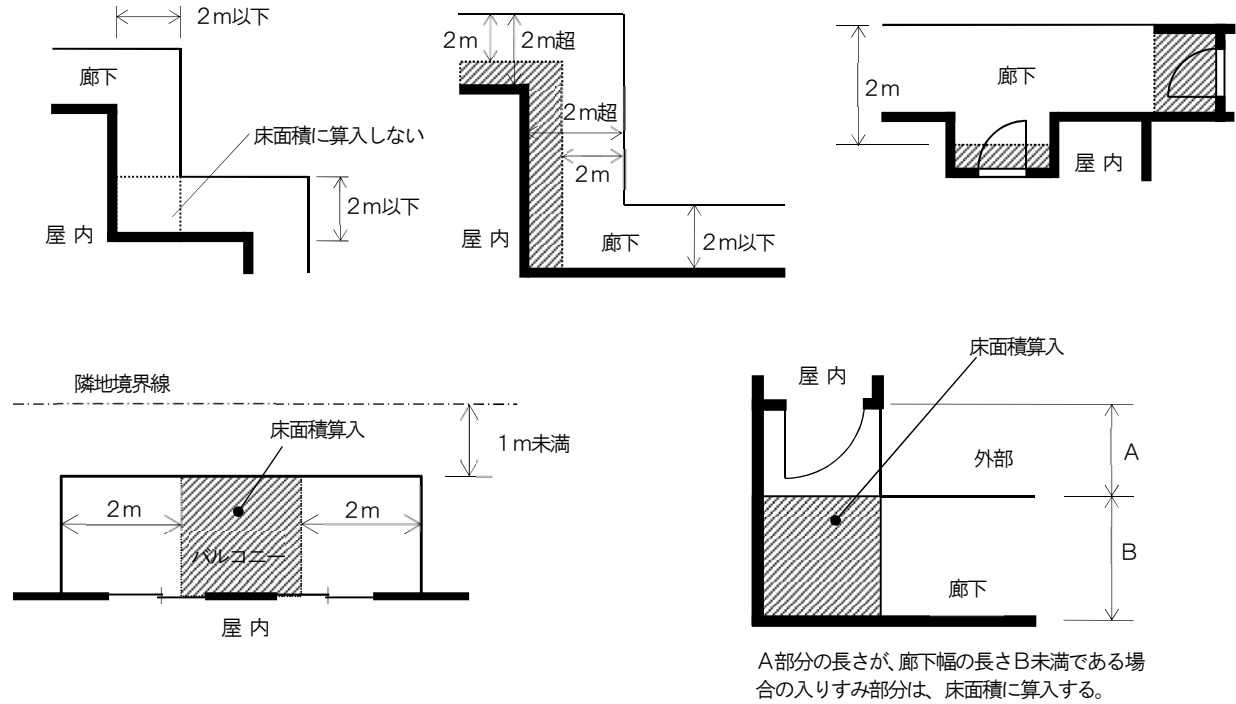 ２ｍ以下
廊下
床面積に算入しない
２ｍ以下
屋 内
２ｍ
２ｍ超
２ｍ超
２ｍ
屋 内
廊下
２ｍ以下
２ｍ
廊下
屋 内
隣地境界線
床面積算入
１ｍ未満
２ｍ
２ｍ
バルコニー
屋 内
床面積算入
屋 内
外部
Ａ
Ｂ
廊下
Ａ部分の長さが、廊下幅の長さＢ未満である場
合の入りすみ部分は、床面積に算入する。